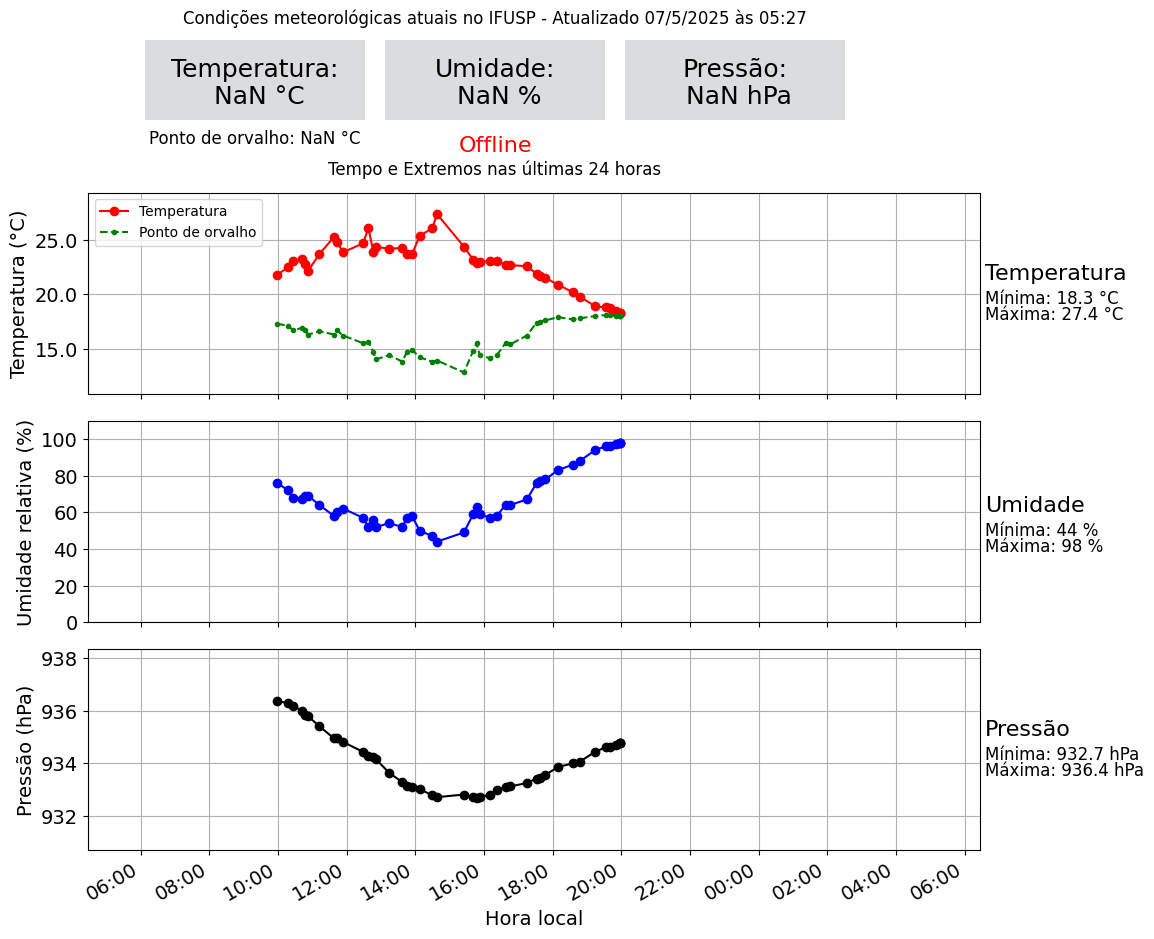 Condições meteorológicas atuais no IFUSP - Atualizado 07/5/2025 às 05:27
Temperatura:
NaN °C
Umidade:
NaN %
Pressão:
NaN hPa
Ponto de orvalho: NaN °C
Offline
Tempo e Extremos nas últimas 24 horas
Temperatura (°C)
25.0
20.0
15.0
Temperatura
Ponto de orvalho
Temperatura
Mínima: 18.3 °C
Máxima: 27.4 °C
Umidade relativa (%)
100
80
60
40
20
0
Umidade
Mínima: 44 %
Máxima: 98 %
Pressão (hPa)
938
936
934
932
Pressão
Mínima: 932.7 hPa
Máxima: 936.4 hPa
06:00
08:00
10:00
12:00
14:00
16:00
18:00
20:00
22:00
00:00
02:00
04:00
06:00
Hora local